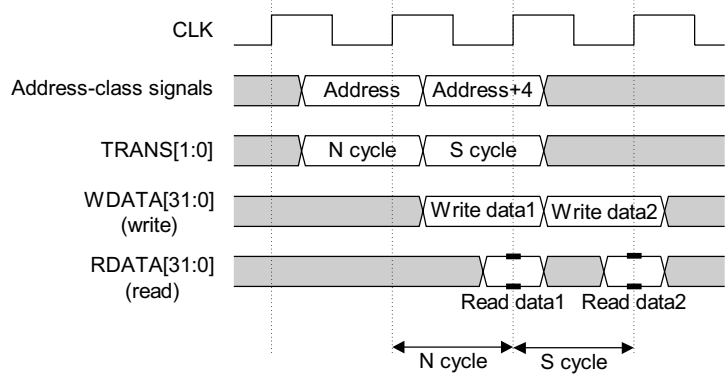 CLK
Address-class signals
Address
Address+4
TRANS[1:0]
N cycle
S cycle
WDATA[31:0]
(write)
Write data1
Write data2
RDATA[31:0]
(read)
Read data1
Read data2
N cycle
S cycle